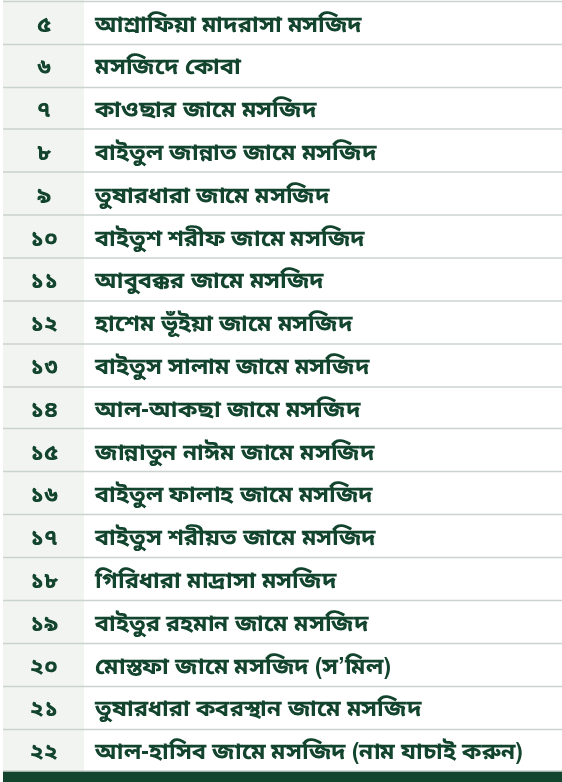 ৫ আশ্রাফিয়া মাদরাসা মসজিদ
৬ মসজিদে কোবা
৭ কাওছার জামে মসজিদ
৮ বাইতুল জান্নাত জামে মসজিদ
৯ তুষারধারা জামে মসজিদ
১০ বাইতুশ শরীফ জামে মসজিদ
১১ আবুবক্কর জামে মসজিদ
১২ হাশেম ভূঁইয়া জামে মসজিদ
১৩ বাইতুস সালাম জামে মসজিদ
১৪ আল-আকছা জামে মসজিদ
১৫ জান্নাতুন নাঈম জামে মসজিদ
১৬ বাইতুল ফালাহ জামে মসজিদ
১৭ বাইতুস শরীয়ত জামে মসজিদ
১৮ গিরিধারা মাদ্রাসা মসজিদ
১৯ বাইতুর রহমান জামে মসজিদ
২০ মোস্তফা জামে মসজিদ (স’মিল)
২১ তুষারধারা কবরস্থান জামে মসজিদ
২২ আল-হাসিব জামে মসজিদ (নাম যাচাই করুন)